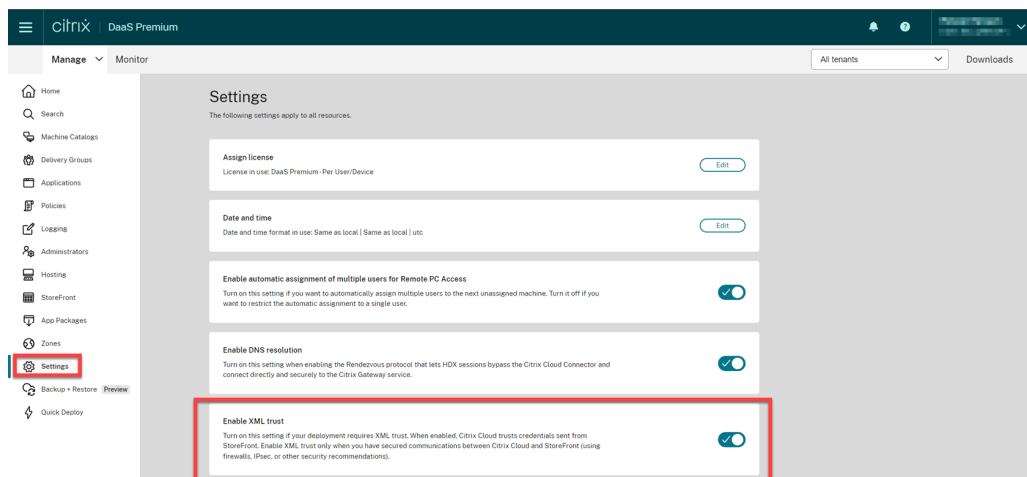 citrix DaaS Premium
Manage Monitor All tenants Downloads
Home
Search
Machine Catalogs
Delivery Groups
Applications
Policies
Logging
Administrators
Hosting
StoreFront
App Packages
Zones
Settings
Backup + Restore Preview
Quick Deploy
Settings
The following settings apply to all resources.
Assign license
License in use: DaaS Premium - Per User/Device
Edit
Date and time
Date and time format in use: Same as local | Same as local | utc
Edit
Enable automatic assignment of multiple users for Remote PC Access
Turn on this setting if you want to automatically assign multiple users to the next unassigned machine. Turn it off if you
want to restrict the automatic assignment to a single user.
Enable DNS resolution
Turn on this setting when enabling the Rendezvous protocol that lets HDX sessions bypass the Citrix Cloud Connector and
connect directly and securely to the Citrix Gateway service.
Enable XML trust
Turn on this setting if your deployment requires XML trust. When enabled, Citrix Cloud trusts credentials sent from
StoreFront. Enable XML trust only when you have secured communications between Citrix Cloud and StoreFront (using
firewalls, IPsec, or other security recommendations).